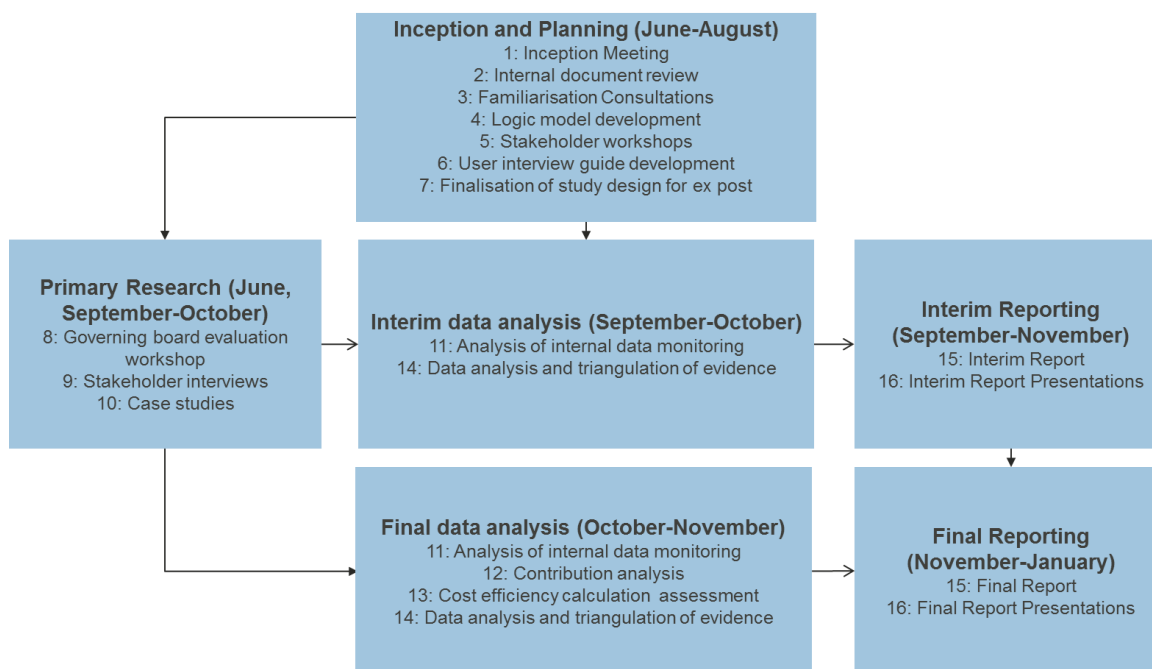 Inception and Planning (June-August)
1: Inception Meeting
2: Internal document review
3: Familiarisation Consultations
4: Logic model development
5: Stakeholder workshops
6: User interview guide development
7: Finalisation of study design for ex post
Primary Research (June,
September-October)
8: Governing board evaluation
workshop
9: Stakeholder interviews
10: Case studies
Interim data analysis (September-October)
11: Analysis of internal data monitoring
14: Data analysis and triangulation of evidence
Interim Reporting
(September-November)
15: Interim Report
16: Interim Report Presentations
Final data analysis (October-November)
11: Analysis of internal data monitoring
12: Contribution analysis
13: Cost efficiency calculation assessment
14: Data analysis and triangulation of evidence
Final Reporting
(November-January)
15: Final Report
16: Final Report Presentations